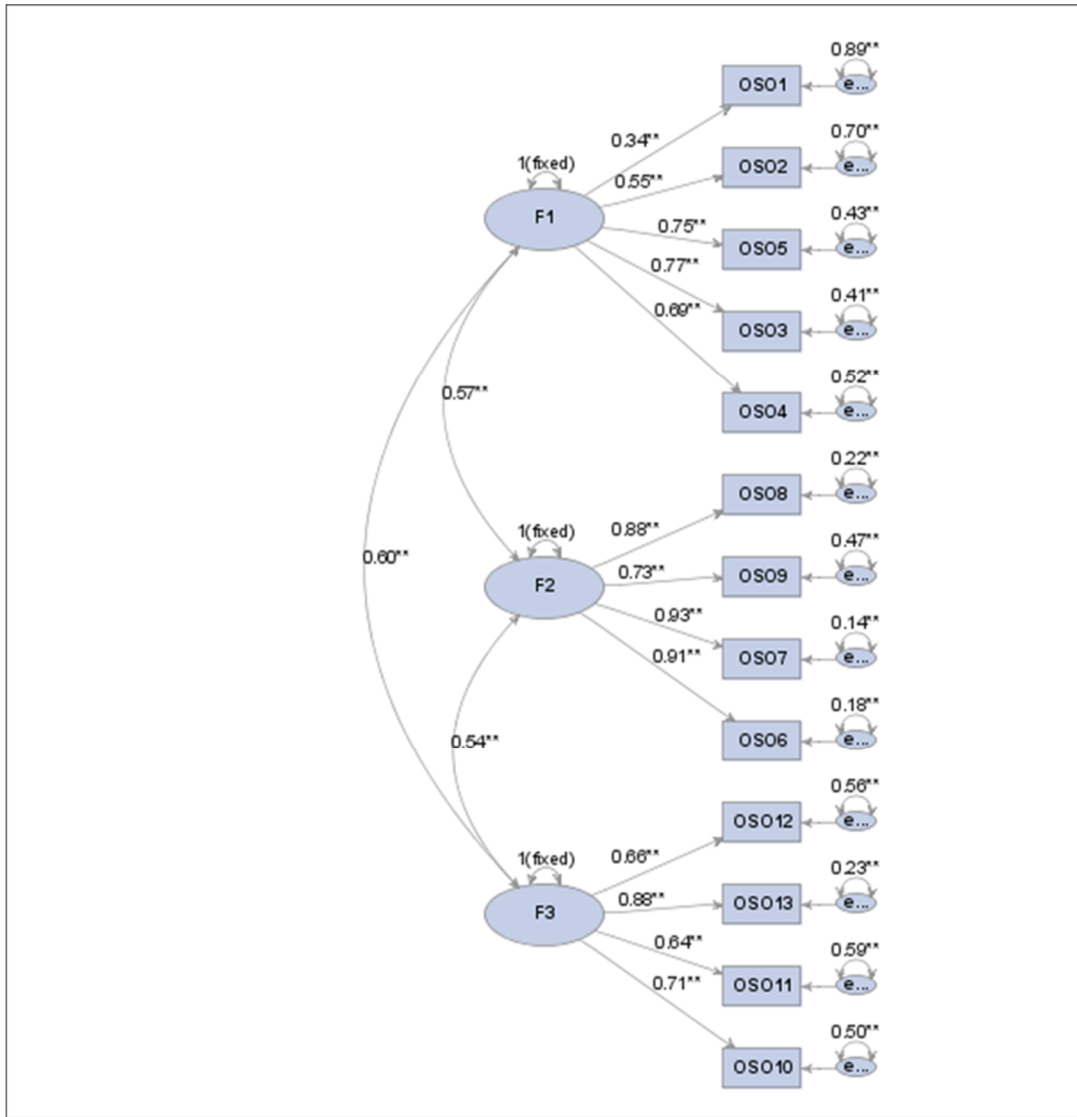 0.89**
OSO1
e...
0.34**
0.70**
1(fixed)
OSO2
e...
0.55**
F1
0.43**
0.75**
OSO5
e...
0.77**
0.41**
0.69**
OSO3
e...
0.52**
0.57**
OSO4
e...
0.22**
OSO8
e...
1(fixed)
0.88**
0.47**
0.60**
0.73**
OSO9
e...
F2
0.93**
0.14**
0.91**
OSO7
e...
0.18**
0.54**
OSO6
e...
0.56**
OSO12
e...
1(fixed)
0.66**
0.23**
0.88**
OSO13
e...
F3
0.64**
0.59**
0.71**
OSO11
e...
0.50**
OSO10
e...